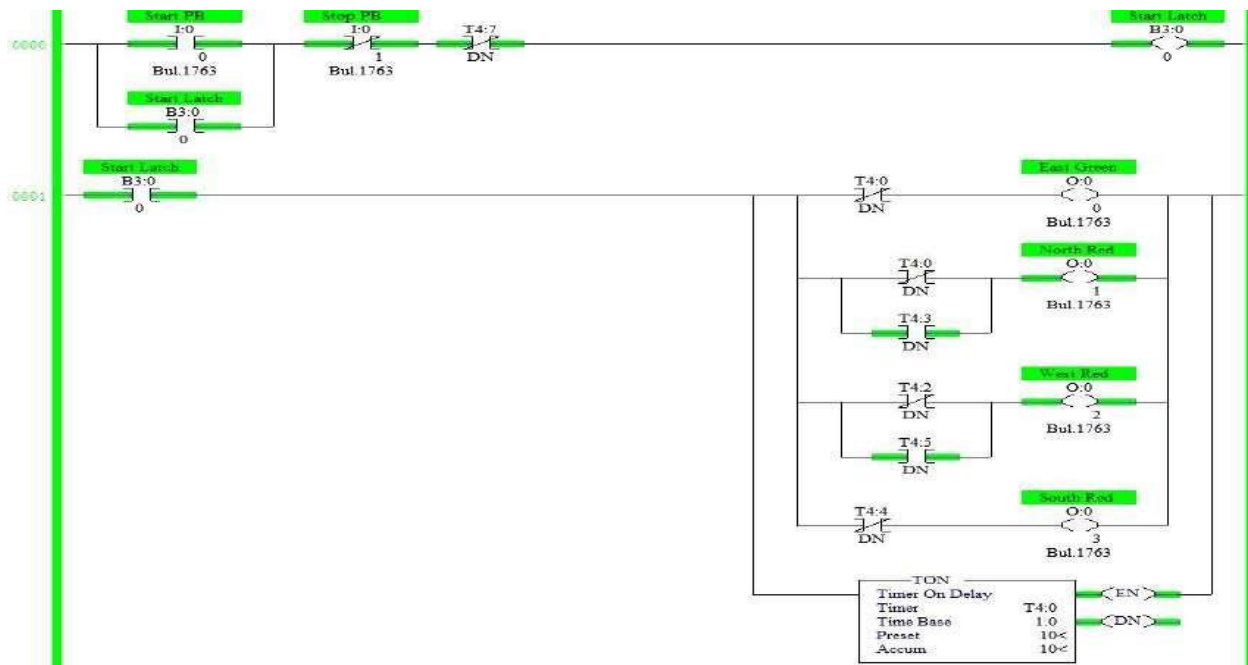 Start PB
Stop PB
Start Latch
I:0
I:0
T4:7
B3:0
0000
0
1
DN
0
Bul.1763
Bul.1763
Start Latch
B3:0
0
Start Latch
East Green
B3:0
T4:0
O:0
0001
0
DN
0
Bul.1763
North Red
T4:0
O:0
DN
1
Bul.1763
T4:3
DN
West Red
T4:2
O:0
DN
2
Bul.1763
T4:5
DN
South Red
T4:4
O:0
DN
3
Bul.1763
TON
Timer On Delay
EN
Timer T4:0
Time Base 1.0
DN
Preset 10<
Accum 10<